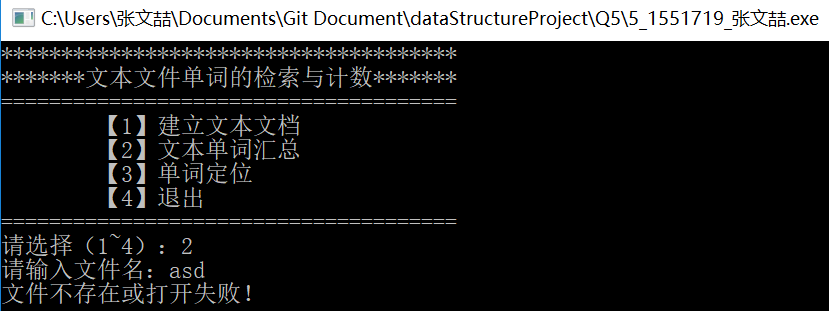 C:\Users\张文喆\Documents\Git Document\dataStructureProject\Q5\5_1551719_张文喆.exe
**************************************
*******文本文件单词的检索与计数*******
======================================
【1】建立文本文档
【2】文本单词汇总
【3】单词定位
【4】退出
======================================
请选择（1~4）：2
请输入文件名：asd
文件不存在或打开失败！